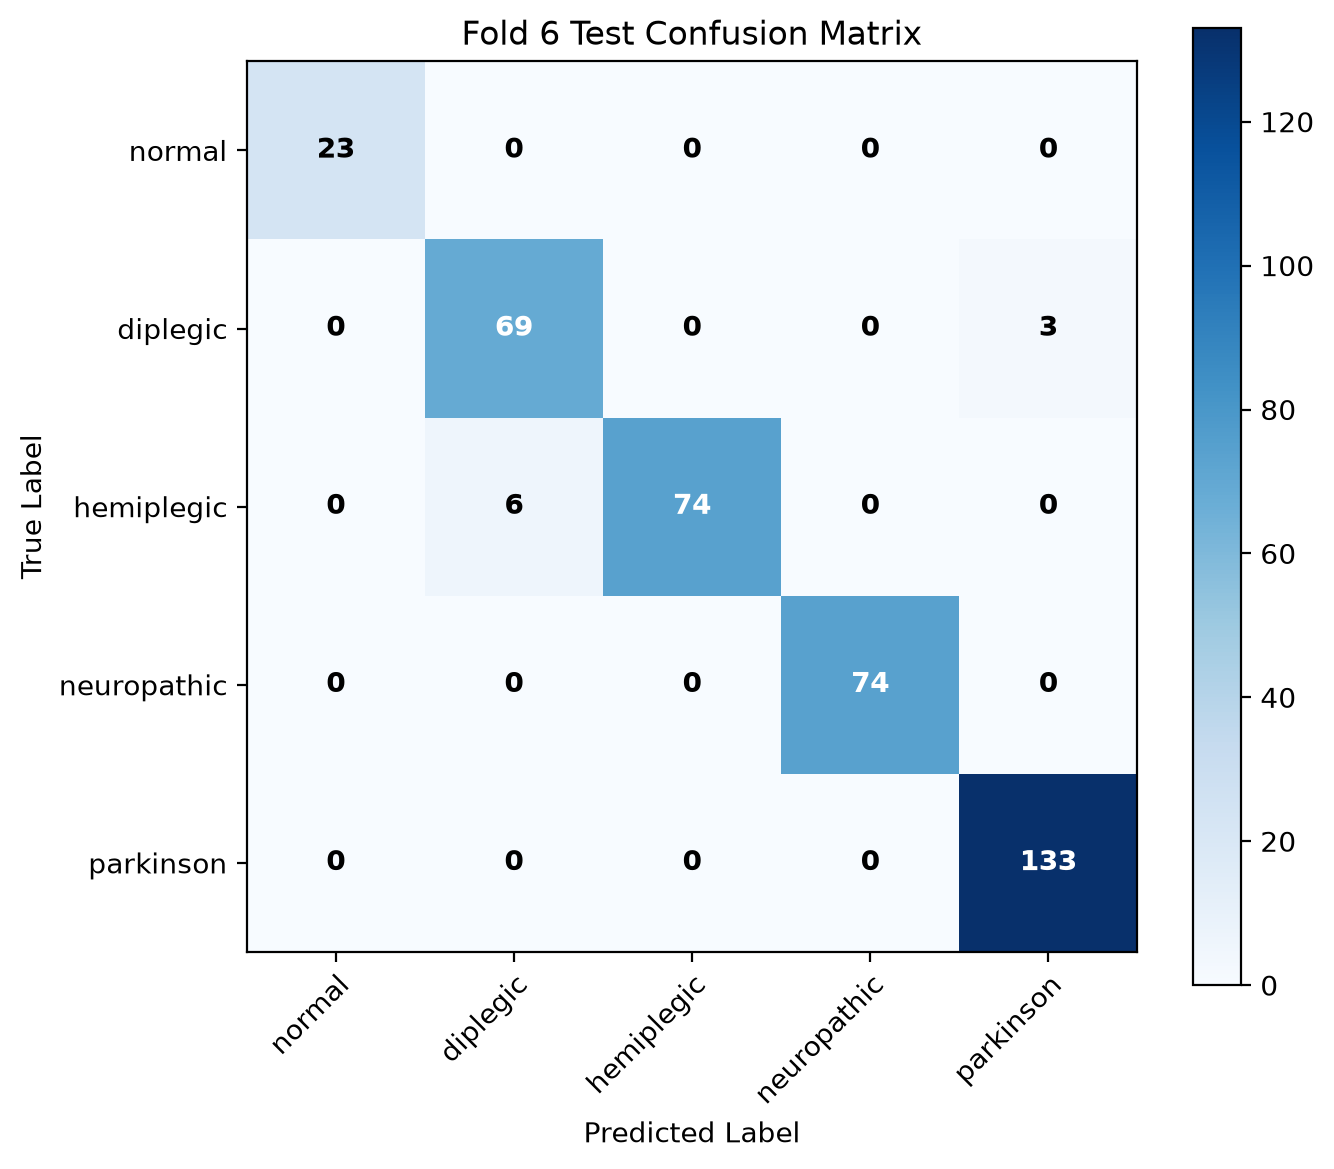 Fold 6 Test Confusion Matrix
True Label
normal 23 0 0 0 0
diplegic 0 69 0 0 3
hemiplegic 0 6 74 0 0
neuropathic 0 0 0 74 0
parkinson 0 0 0 0 133
normal diplegic hemiplegic neuropathic parkinson
Predicted Label
120
100
80
60
40
20
0